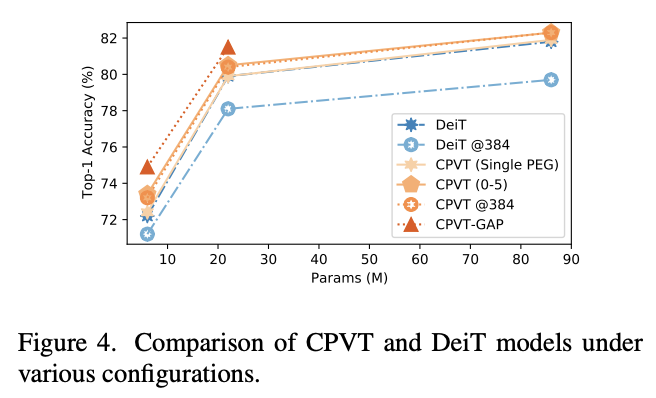 82
80
78
76
74
72
Top-1 Accuracy (%)
DeiT
DeiT @384
CPVT (Single PEG)
CPVT (0-5)
CPVT @384
CPVT-GAP
10 20 30 40 50 60 70 80 90
Params (M)
Figure 4. Comparison of CPVT and DeiT models under
various configurations.